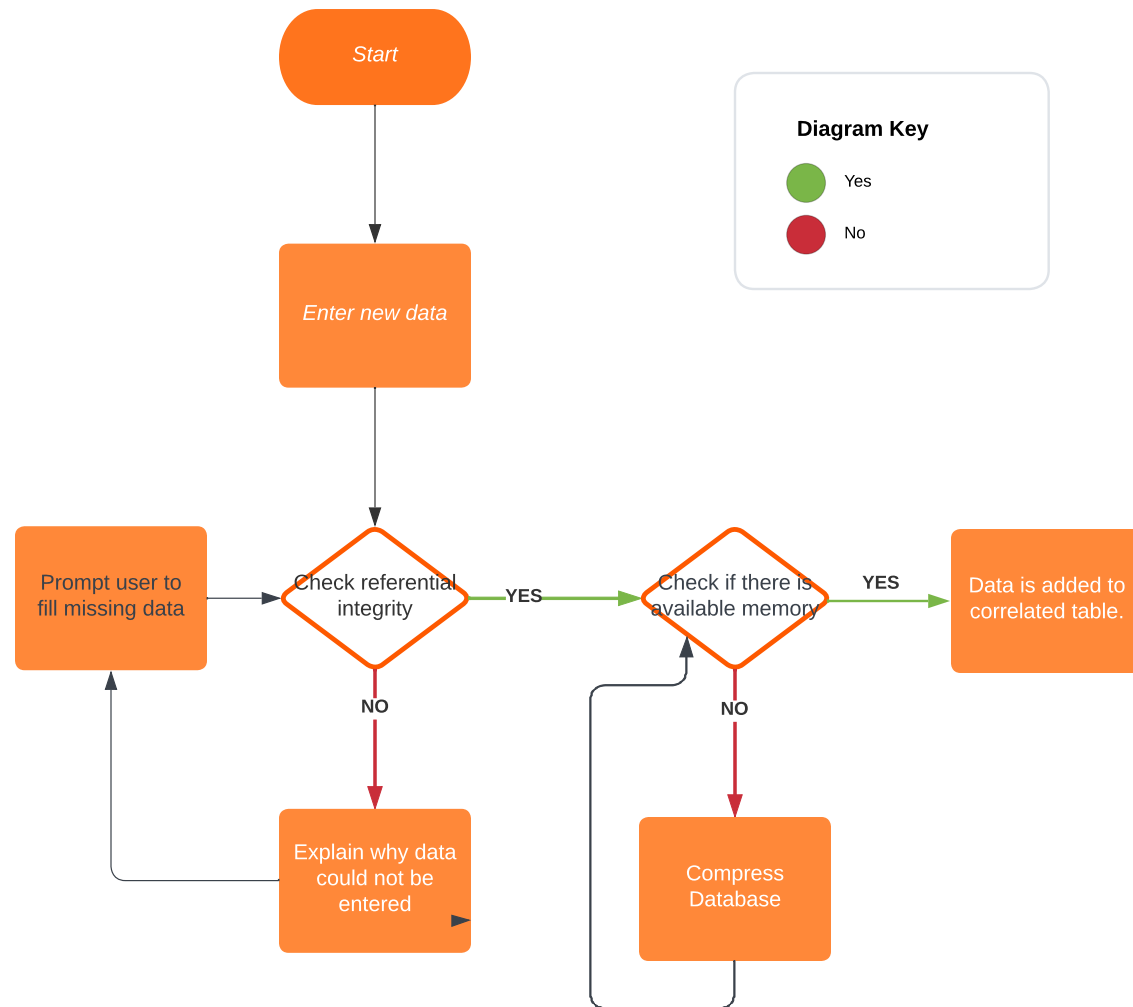 Start
Diagram Key
Yes
No
Enter new data
Prompt user to
fill missing data
Check referential
integrity
YES
Check if there is
available memory
YES
Data is added to
correlated table.
NO
NO
Explain why data
could not be
entered
Compress
Database